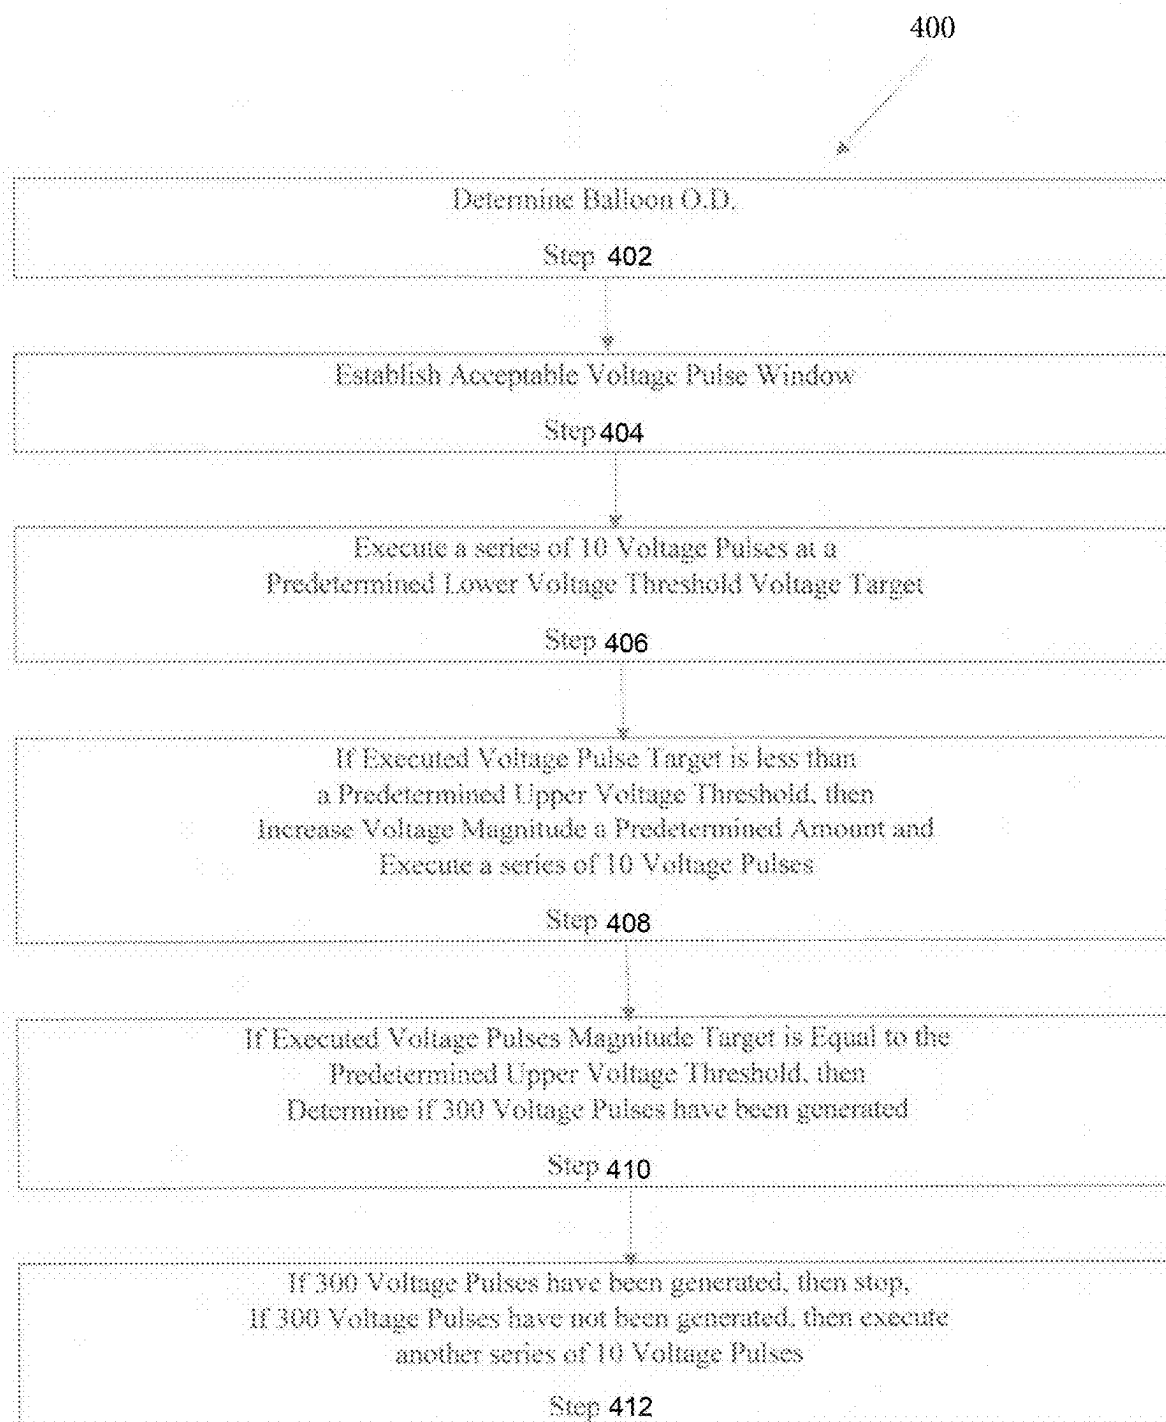 400
Determine Balloon O.D.
Step 402
Establish Acceptable Voltage Pulse Window
Step 404
Execute a series of 10 Voltage Pulses at a
Predetermined Lower Voltage Threshold Voltage Target
Step 406
If Executed Voltage Pulse Target is less than
a Predetermined Upper Voltage Threshold, then
Increase Voltage Magnitude a Predetermined Amount and
Execute a series of 10 Voltage Pulses
Step 408
If Executed Voltage Pulses Magnitude Target is Equal to the
Predetermined Upper Voltage Threshold, then
Determine if 300 Voltage Pulses have been generated
Step 410
If 300 Voltage Pulses have been generated, then stop,
If 300 Voltage Pulses have not been generated, then execute
another series of 10 Voltage Pulses
Step 412